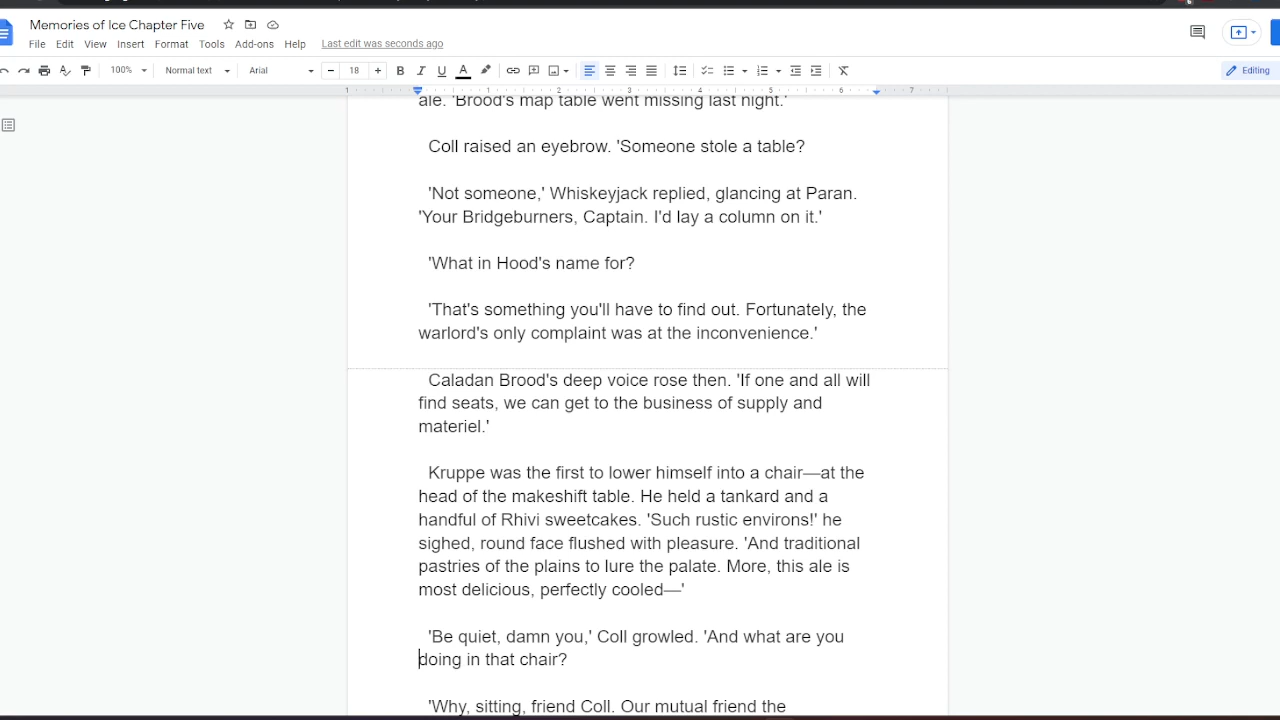 Memories of Ice Chapter Five
File Edit View Insert Format Tools Add-ons Help Last edit was seconds ago
100% Normal text Arial 18 B I U A Editing
1 1 2 3 4 5 6 7
ale. 'Brood's map table went missing last night.'
Coll raised an eyebrow. 'Someone stole a table?
'Not someone,' Whiskeyjack replied, glancing at Paran.
'Your Bridgeburners, Captain. I'd lay a column on it.'
'What in Hood's name for?
'That's something you'll have to find out. Fortunately, the
warlord's only complaint was at the inconvenience.'
Caladan Brood's deep voice rose then. 'If one and all will
find seats, we can get to the business of supply and
materiel.'
Kruppe was the first to lower himself into a chair—at the
head of the makeshift table. He held a tankard and a
handful of Rhivi sweetcakes. 'Such rustic environs!' he
sighed, round face flushed with pleasure. 'And traditional
pastries of the plains to lure the palate. More, this ale is
most delicious, perfectly cooled—'
'Be quiet, damn you,' Coll growled. 'And what are you
doing in that chair?
'Why, sitting, friend Coll. Our mutual friend the